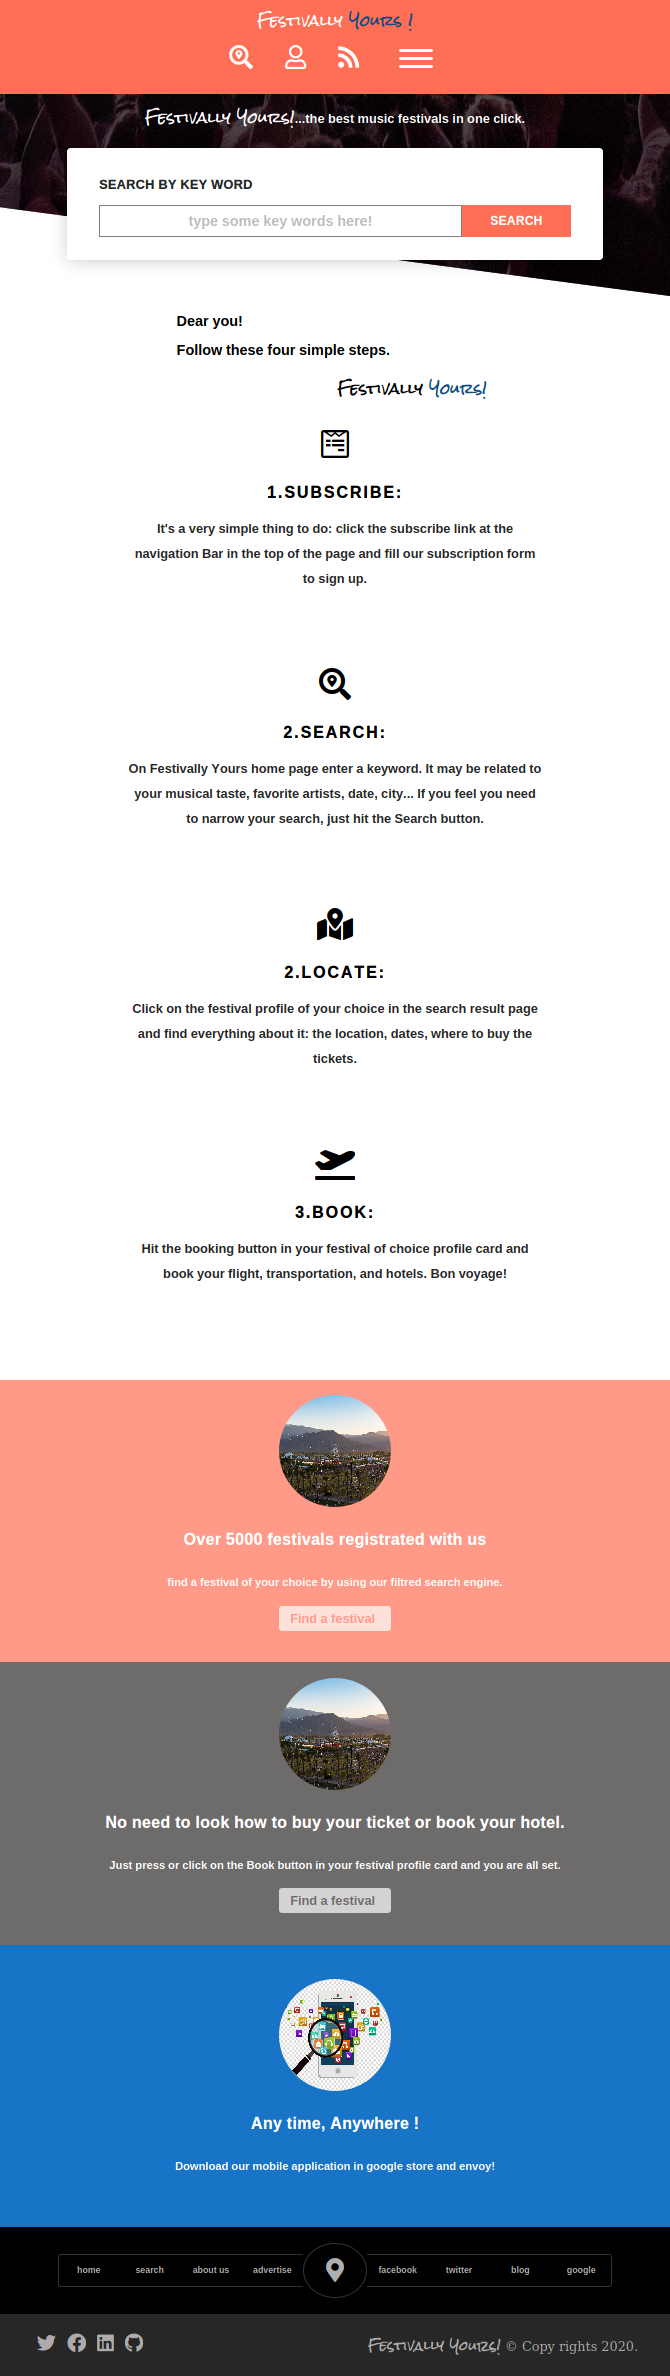 Festivally Yours !
Festivally Yours!...the best music festivals in one click.
SEARCH BY KEY WORD
type some key words here! SEARCH
Dear you!
Follow these four simple steps.
Festivally Yours!
1.SUBSCRIBE:
It's a very simple thing to do: click the subscribe link at the
navigation Bar in the top of the page and fill our subscription form
to sign up.
2.SEARCH:
On Festivally Yours home page enter a keyword. It may be related to
your musical taste, favorite artists, date, city... If you feel you need
to narrow your search, just hit the Search button.
2.LOCATE:
Click on the festival profile of your choice in the search result page
and find everything about it: the location, dates, where to buy the
tickets.
3.BOOK:
Hit the booking button in your festival of choice profile card and
book your flight, transportation, and hotels. Bon voyage!
Over 5000 festivals registrated with us
find a festival of your choice by using our filtred search engine.
Find a festival
No need to look how to buy your ticket or book your hotel.
Just press or click on the Book button in your festival profile card and you are all set.
Find a festival
Any time, Anywhere !
Download our mobile application in google store and envoy!
home search about us advertise facebook twitter blog google
Festivally Yours! © Copy rights 2020.